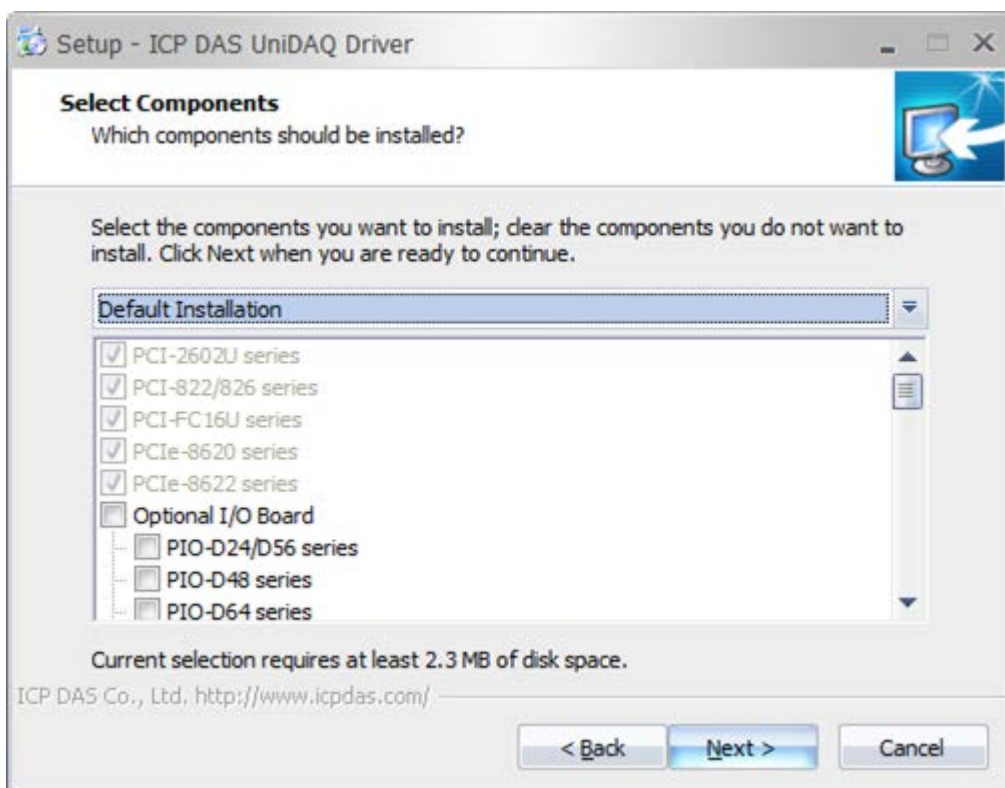 Setup - ICP DAS UniDAQ Driver
Select Components
Which components should be installed?
Select the components you want to install; clear the components you do not want to
install. Click Next when you are ready to continue.
Default Installation
PCI-2602U series
PCI-822/826 series
PCI-FC16U series
PCIe-8620 series
PCIe-8622 series
Optional I/O Board
PIO-D24/D56 series
PIO-D48 series
PIO-D64 series
Current selection requires at least 2.3 MB of disk space.
ICP DAS Co., Ltd. http://www.icpdas.com/
< Back Next > Cancel